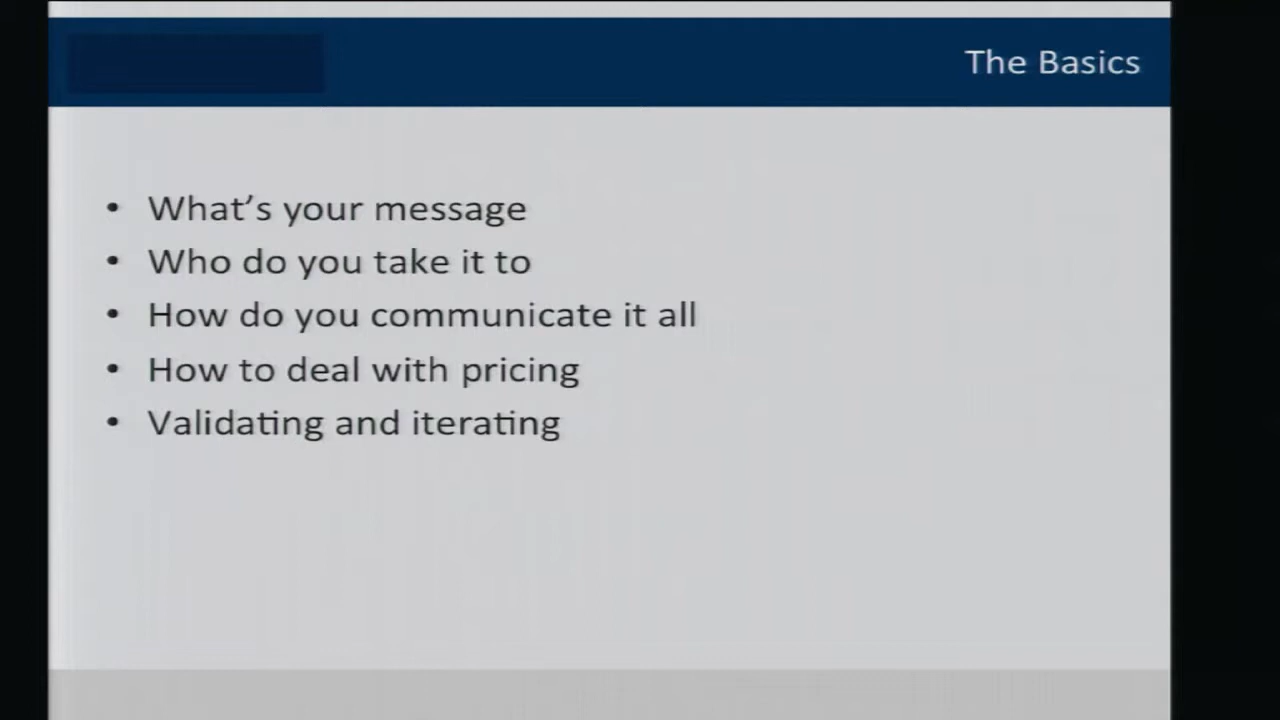 The Basics
• What's your message
• Who do you take it to
• How do you communicate it all
• How to deal with pricing
• Validating and iterating